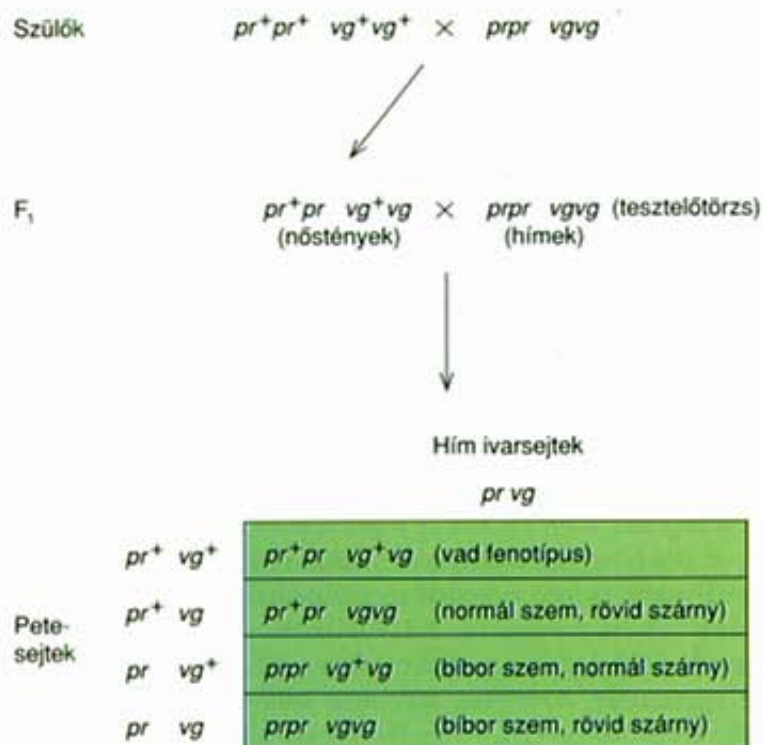 Szülők pr⁺pr⁺ vg⁺vg⁺ × prpr vgvg
F₁ pr⁺pr vg⁺vg × prpr vgvg (tesztelőtörzs)
(nőstények) (hímek)
Hím ivarsejtek
pr vg
pr⁺ vg⁺ pr⁺pr vg⁺vg (vad fenotípus)
Pete-
sejtek
pr⁺ vg pr⁺pr vgvg (normál szem, rövid szárny)
pr vg⁺ prpr vg⁺vg (bíbor szem, normál szárny)
pr vg prpr vgvg (bíbor szem, rövid szárny)